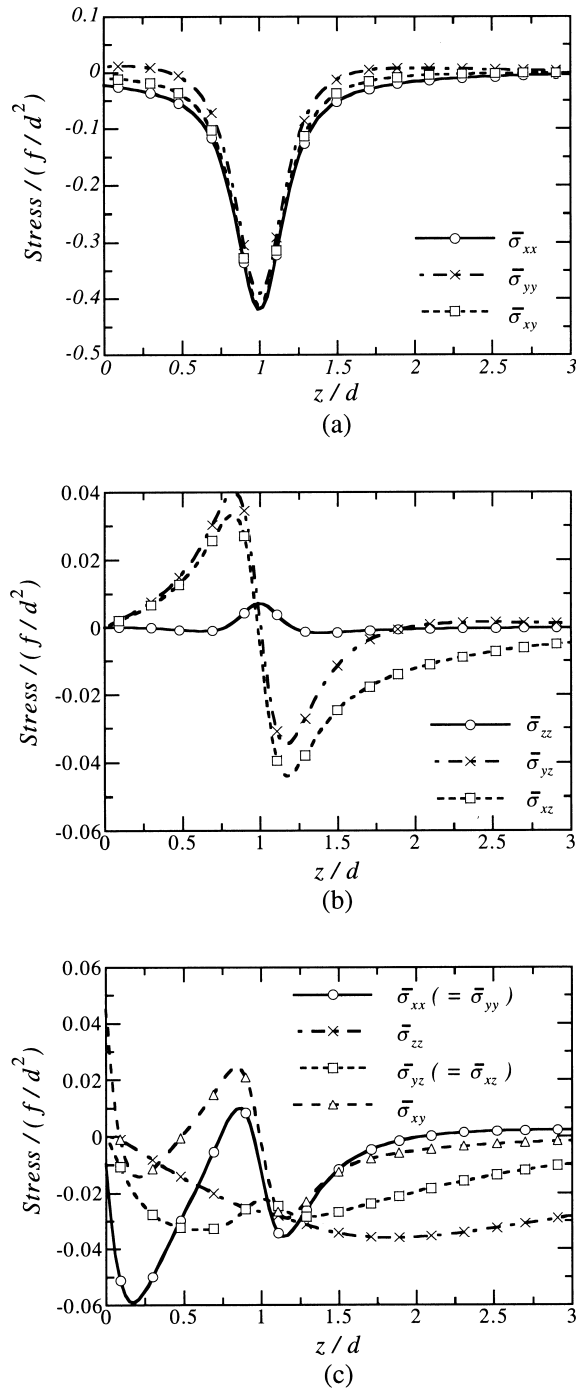 0.1
0
-0.1
-0.2
-0.3
-0.4
-0.5
Stress / ( f / d²)
σ̄xx
σ̄yy
σ̄xy
0 0.5 1 1.5 2 2.5 3
z / d
(a)
0.04
0.02
0
-0.02
-0.04
-0.06
Stress / ( f / d²)
σ̄zz
σ̄yz
σ̄xz
0 0.5 1 1.5 2 2.5 3
z / d
(b)
0.06
0.04
0.02
0
-0.02
-0.04
-0.06
Stress / ( f / d²)
σ̄xx ( = σ̄yy )
σ̄zz
σ̄yz ( = σ̄xz )
σ̄xy
0 0.5 1 1.5 2 2.5 3
z / d
(c)